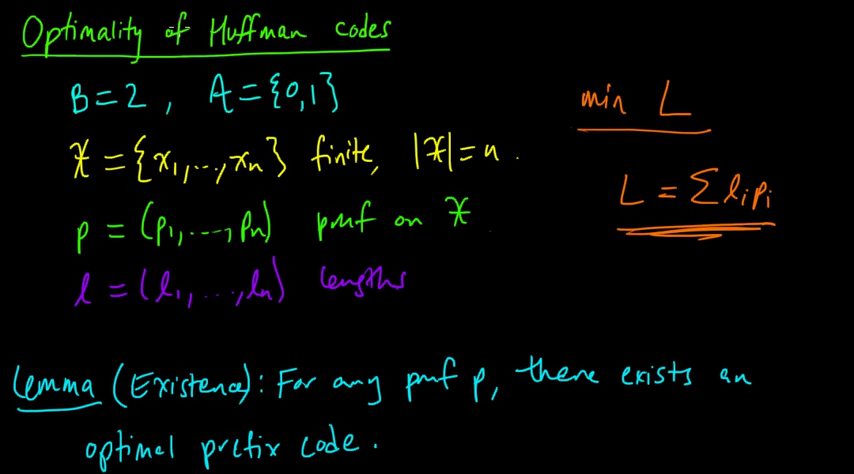 Optimality of Huffman codes
B = 2 , A = {0,1}
𝒳 = {x₁,...,xₙ} finite, |𝒳| = n .
p = (p₁,...,pₙ) pmf on 𝒳
l = (l₁,...,lₙ) lengths
min L
L = Σ lᵢpᵢ
Lemma (Existence): For any pmf p, there exists an
optimal prefix code.